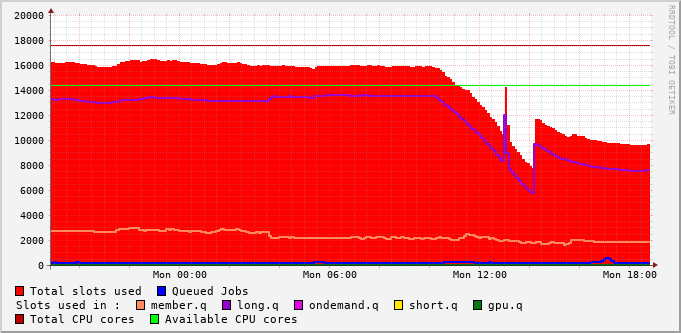 RRDTOOL / TOBI OETIKER
20000
18000
16000
14000
12000
10000
8000
6000
4000
2000
0
Mon 00:00 Mon 06:00 Mon 12:00 Mon 18:00
Total slots used Queued Jobs
Slots used in : member.q long.q ondemand.q short.q gpu.q
Total CPU cores Available CPU cores